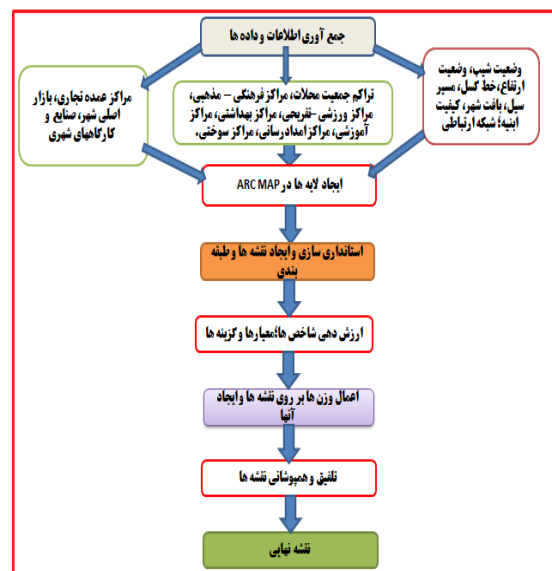 جمع آوری اطلاعات و داده ها
وضعیت شیب، وضعیت
ارتفاع، خط گسل، مسیر
سیل، بافت شهر، کیفیت
ابنیه؛ شبکه ارتباطی
تراکم جمعیت محلات، مراکز فرهنگی – مذهبی،
مراکز ورزشی -تفریحی، مراکز بهداشتی، مراکز
آموزشی، مراکز امدادرسانی، مراکز سوختی.
مراکز عمده تجاری، بازار
اصلی شهر، صنایع و
کارگاههای شهری
ایجاد لایه ها در ARC MAP
استانداری سازی و ایجاد نقشه ها و طبقه
بندی
ارزش دهی شاخص ها؛معیارها و گزینه ها
اعمال وزن ها بر روی نقشه ها و ایجاد
آنها
تلفیق و همپوشانی نقشه ها
نقشه نهایی